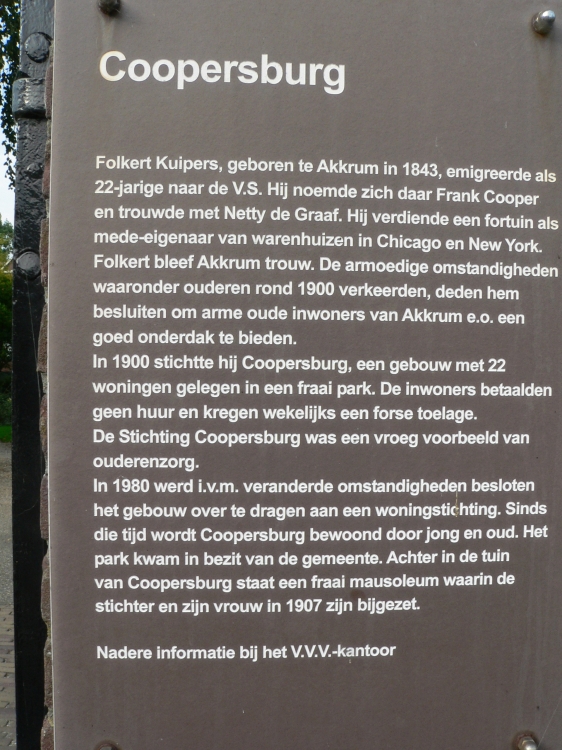 Coopersburg
Folkert Kuipers, geboren te Akkrum in 1843, emigreerde als
22-jarige naar de V.S. Hij noemde zich daar Frank Cooper
en trouwde met Netty de Graaf. Hij verdiende een fortuin als
mede-eigenaar van warenhuizen in Chicago en New York.
Folkert bleef Akkrum trouw. De armoedige omstandigheden
waaronder ouderen rond 1900 verkeerden, deden hem
besluiten om arme oude inwoners van Akkrum e.o. een
goed onderdak te bieden.
In 1900 stichtte hij Coopersburg, een gebouw met 22
woningen gelegen in een fraai park. De inwoners betaalden
geen huur en kregen wekelijks een forse toelage.
De Stichting Coopersburg was een vroeg voorbeeld van
ouderenzorg.
In 1980 werd i.v.m. veranderde omstandigheden besloten
het gebouw over te dragen aan een woningstichting. Sinds
die tijd wordt Coopersburg bewoond door jong en oud. Het
park kwam in bezit van de gemeente. Achter in de tuin
van Coopersburg staat een fraai mausoleum waarin de
stichter en zijn vrouw in 1907 zijn bijgezet.
Nadere informatie bij het V.V.V.-kantoor